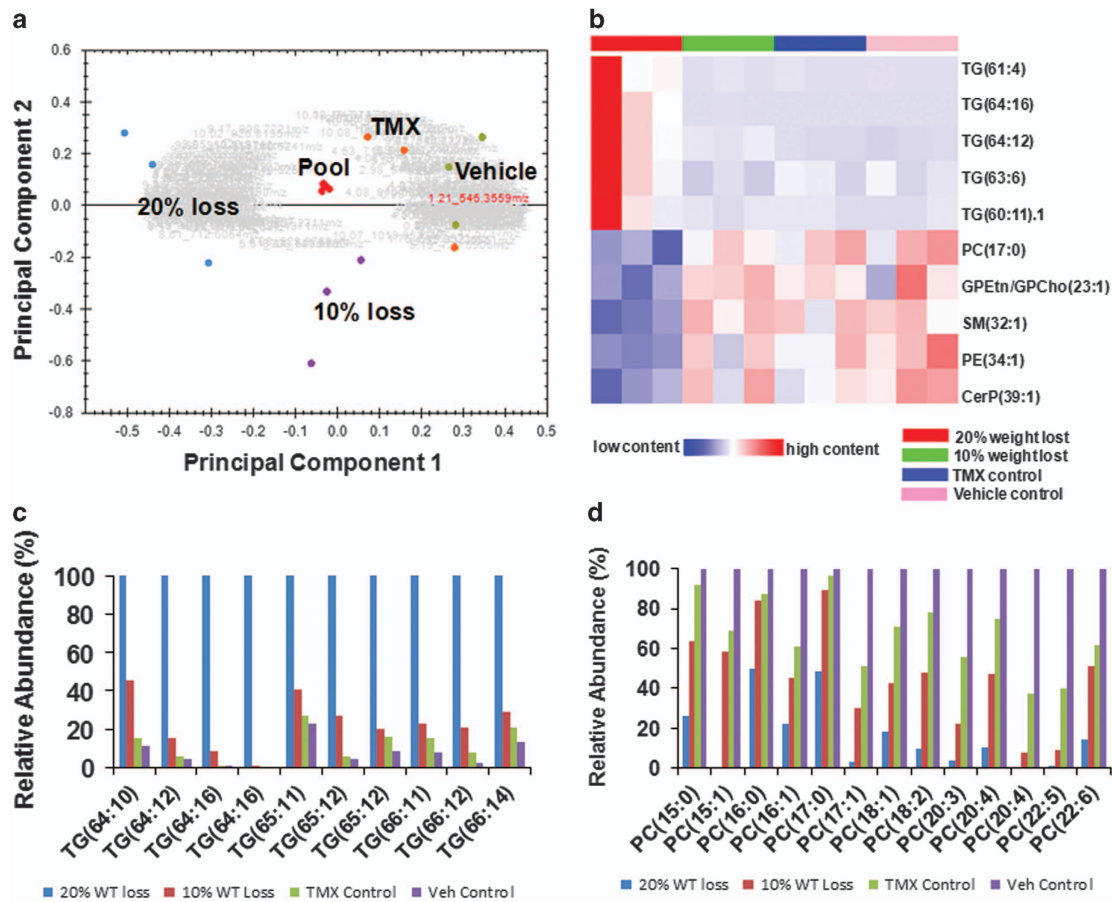 a
0.6
0.4
0.2
0.0
-0.2
-0.4
-0.6
-0.8
Principal Component 2
TMX
Pool
Vehicle
1.21_546.3559m/z
20% loss
10% loss
-0.5 -0.4 -0.3 -0.2 -0.1 0.0 0.1 0.2 0.3 0.4 0.5
Principal Component 1
b
TG(61:4)
TG(64:16)
TG(64:12)
TG(63:6)
TG(60:11).1
PC(17:0)
GPEtn/GPCho(23:1)
SM(32:1)
PE(34:1)
CerP(39:1)
low content
high content
20% weight lost
10% weight lost
TMX control
Vehicle control
c
Relative Abundance (%)
100
80
60
40
20
0
TG(64:10) TG(64:12) TG(64:16) TG(64:16) TG(65:11) TG(65:12) TG(65:12) TG(66:11) TG(66:12) TG(66:14)
20% WT loss 10% WT Loss TMX Control Veh Control
d
Relative Abundance (%)
100
80
60
40
20
0
PC(15:0) PC(15:1) PC(16:0) PC(16:1) PC(17:0) PC(17:1) PC(18:1) PC(18:2) PC(20:3) PC(20:4) PC(20:4) PC(22:5) PC(22:6)
20% WT loss 10% WT Loss TMX Control Veh Control